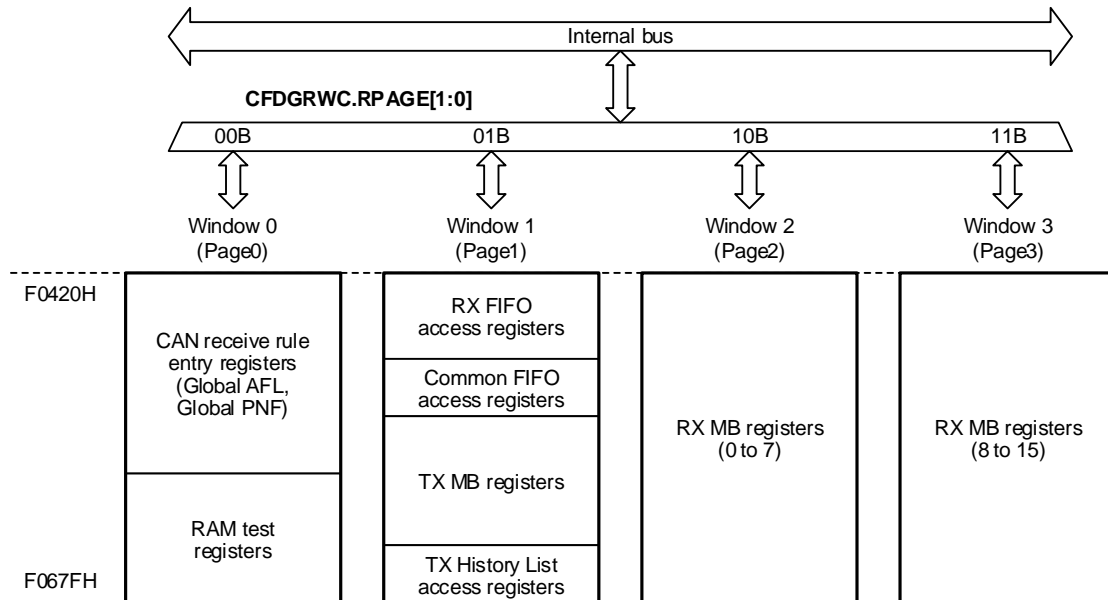 Internal bus
CFDGRWC.RPAGE[1:0]
00B
01B
10B
11B
Window 0
(Page0)
Window 1
(Page1)
Window 2
(Page2)
Window 3
(Page3)
F0420H
F067FH
CAN receive rule
entry registers
(Global AFL,
Global PNF)
RAM test
registers
RX FIFO
access registers
Common FIFO
access registers
TX MB registers
TX History List
access registers
RX MB registers
(0 to 7)
RX MB registers
(8 to 15)